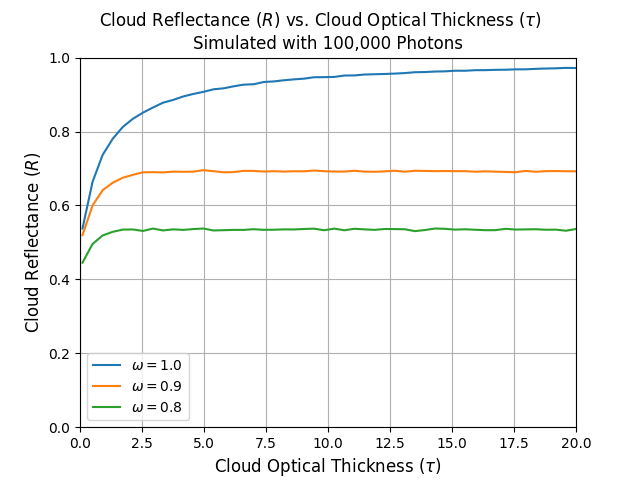 Cloud Reflectance (R) vs. Cloud Optical Thickness (τ)
Simulated with 100,000 Photons
1.0
0.8
0.6
0.4
0.2
0.0
Cloud Reflectance (R)
ω = 1.0
ω = 0.9
ω = 0.8
0.0 2.5 5.0 7.5 10.0 12.5 15.0 17.5 20.0
Cloud Optical Thickness (τ)